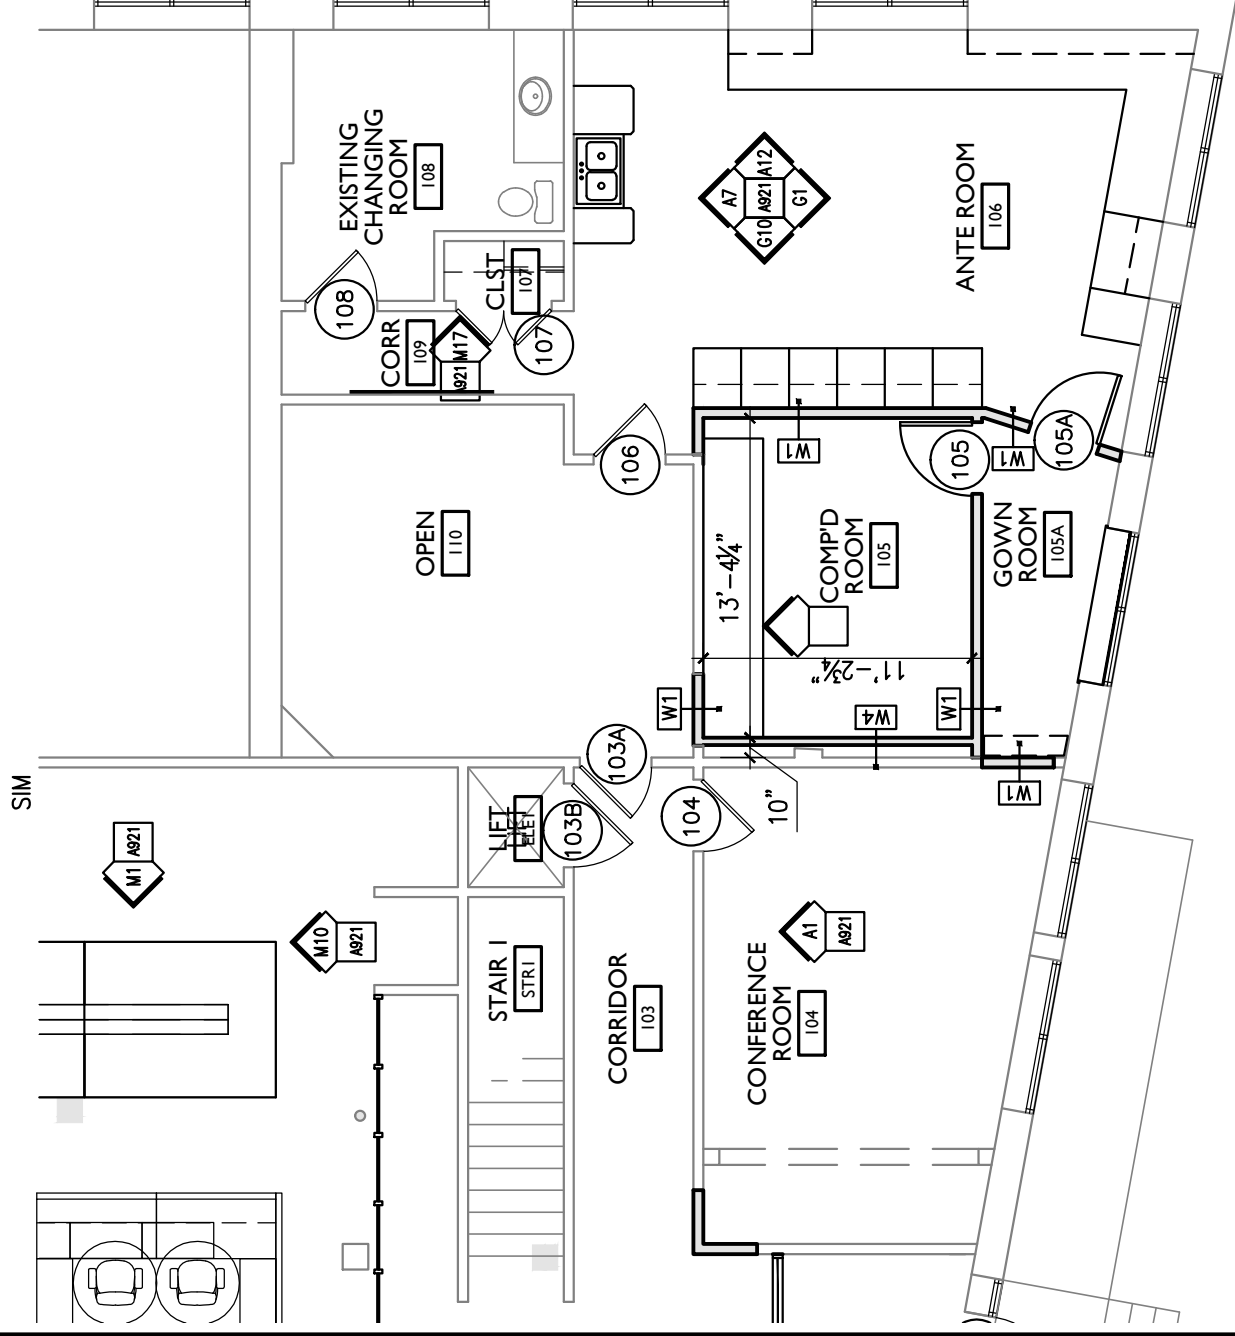 SIM
EXISTING
CHANGING
ROOM
108
108
CLST
107
107
CORR
109
M17
A921
A7
A12
A921
G10
G1
ANTE ROOM
106
106
OPEN
110
W1
105
W1
105A
COMP'D
ROOM
105
GOWN
ROOM
105A
13'-4¼"
11'-2¾"
W1
W4
W1
W1
10"
103A
103B
104
LIFT
ELE1
M1
A921
M10
A921
STAIR 1
STR1
CORRIDOR
103
CONFERENCE
ROOM
104
A1
A921